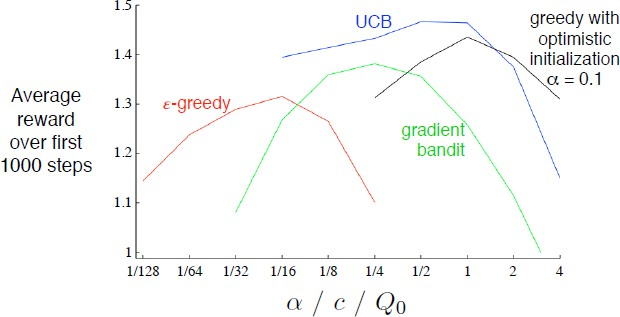 1.5
1.4
1.3
1.2
1.1
1
Average
reward
over first
1000 steps
UCB
greedy with
optimistic
initialization
α = 0.1
ε-greedy
gradient
bandit
1/128 1/64 1/32 1/16 1/8 1/4 1/2 1 2 4
α / c / Q₀